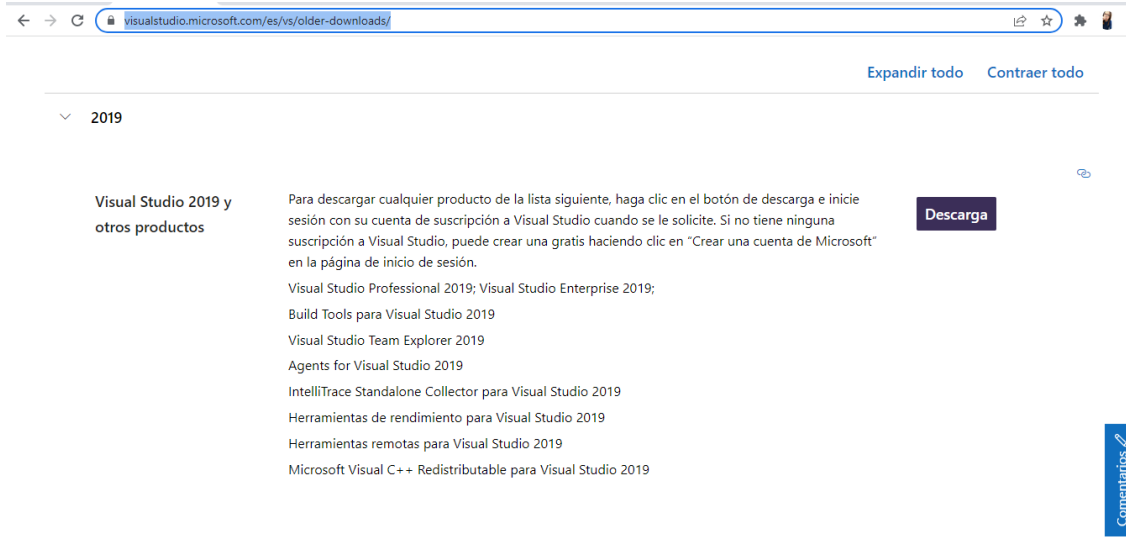 visualstudio.microsoft.com/es/vs/older-downloads/
Expandir todo Contraer todo
2019
Visual Studio 2019 y
otros productos
Para descargar cualquier producto de la lista siguiente, haga clic en el botón de descarga e inicie
sesión con su cuenta de suscripción a Visual Studio cuando se le solicite. Si no tiene ninguna
suscripción a Visual Studio, puede crear una gratis haciendo clic en “Crear una cuenta de Microsoft”
en la página de inicio de sesión.
Visual Studio Professional 2019; Visual Studio Enterprise 2019;
Build Tools para Visual Studio 2019
Visual Studio Team Explorer 2019
Agents for Visual Studio 2019
IntelliTrace Standalone Collector para Visual Studio 2019
Herramientas de rendimiento para Visual Studio 2019
Herramientas remotas para Visual Studio 2019
Microsoft Visual C++ Redistributable para Visual Studio 2019
Descarga
Comentarios